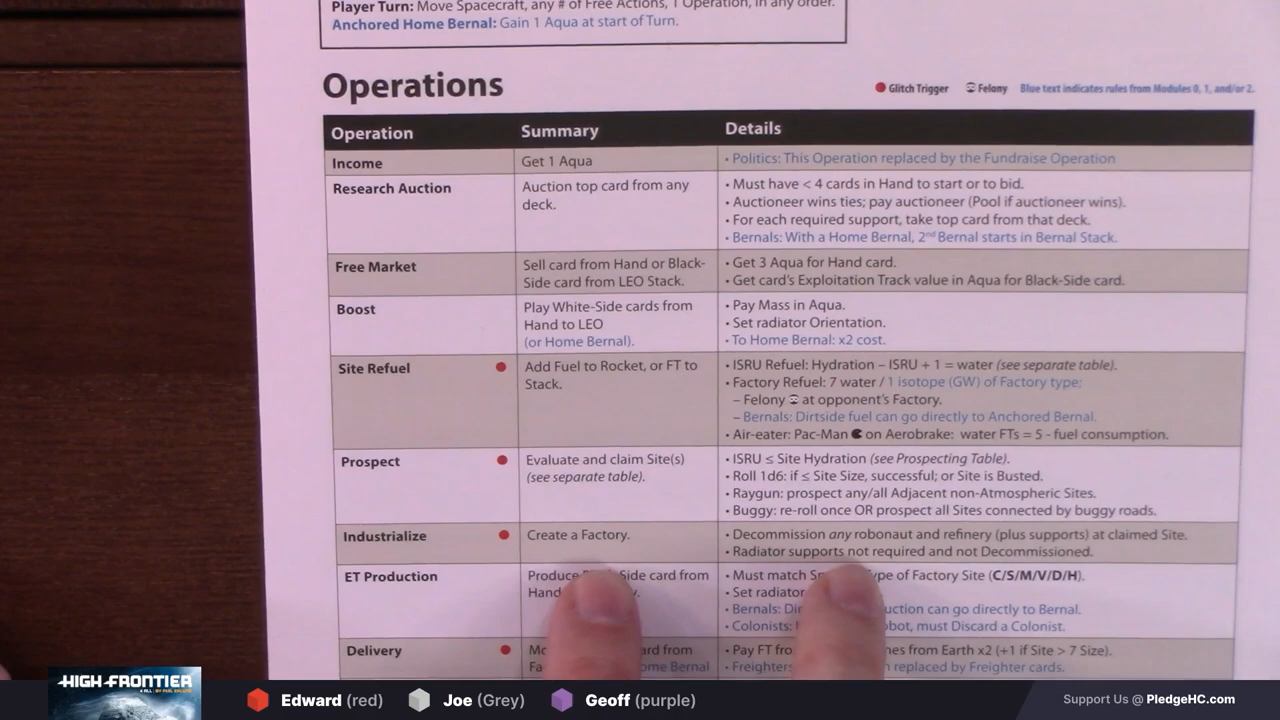 Player Turn: Move Spacecraft, any # of Free Actions, 1 Operation, in any order.
Anchored Home Bernal: Gain 1 Aqua at start of Turn.
Operations
Glitch Trigger Felony Blue text indicates rules from Modules 0, 1, and/or 2.
Operation Summary Details
Income Get 1 Aqua • Politics: This Operation replaced by the Fundraise Operation
Research Auction Auction top card from any deck.
• Must have < 4 cards in Hand to start or to bid.
• Auctioneer wins ties; pay auctioneer (Pool if auctioneer wins).
• For each required support, take top card from that deck.
• Bernals: With a Home Bernal, 2nd Bernal starts in Bernal Stack.
Free Market
Sell card from Hand or Black-
Side card from LEO Stack.
• Get 3 Aqua for Hand card.
• Get card's Exploitation Track value in Aqua for Black-Side card.
Boost
Play White-Side cards from
Hand to LEO
(or Home Bernal).
• Pay Mass in Aqua.
• Set radiator Orientation.
• To Home Bernal: x2 cost.
Site Refuel
Add Fuel to Rocket, or FT to
Stack.
• ISRU Refuel: Hydration – ISRU + 1 = water (see separate table).
• Factory Refuel: 7 water / 1 isotope (GW) of Factory type;
– Felony at opponent's Factory.
– Bernals: Dirtside fuel can go directly to Anchored Bernal.
• Air-eater: Pac-Man on Aerobrake: water FTs = 5 - fuel consumption.
Prospect
Evaluate and claim Site(s)
(see separate table).
• ISRU ≤ Site Hydration (see Prospecting Table).
• Roll 1d6: if ≤ Site Size, successful; or Site is Busted.
• Raygun: prospect any/all Adjacent non-Atmospheric Sites.
• Buggy: re-roll once OR prospect all Sites connected by buggy roads.
Industrialize
Create a Factory.
• Decommission any robonaut and refinery (plus supports) at claimed Site.
• Radiator supports not required and not Decommissioned.
ET Production
Produce Side card from
Hand
• Must match Type of Factory Site (C/S/M/V/D/H).
• Set radiator
• Bernals: can go directly to Bernal.
• Colonists: must Discard a Colonist.
Delivery
card from
Home Bernal
• Pay FT from Earth x2 (+1 if Site > 7 Size).
• Freighters replaced by Freighter cards.
HIGH FRONTIER
4 ALL
Edward (red) Joe (Grey) Geoff (purple) Support Us @ PledgeHC.com